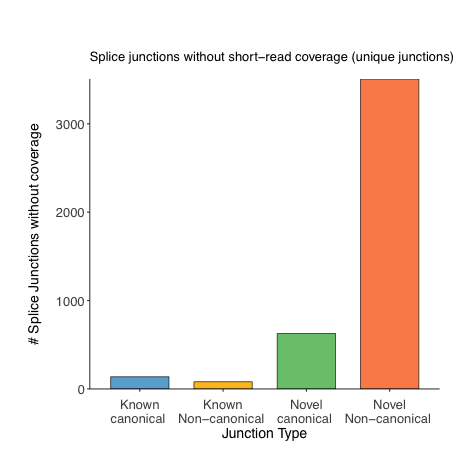 Splice junctions without short−read coverage (unique junctions)
# Splice Junctions without coverage
3000
2000
1000
0
Known
canonical
Known
Non−canonical
Novel
canonical
Novel
Non−canonical
Junction Type